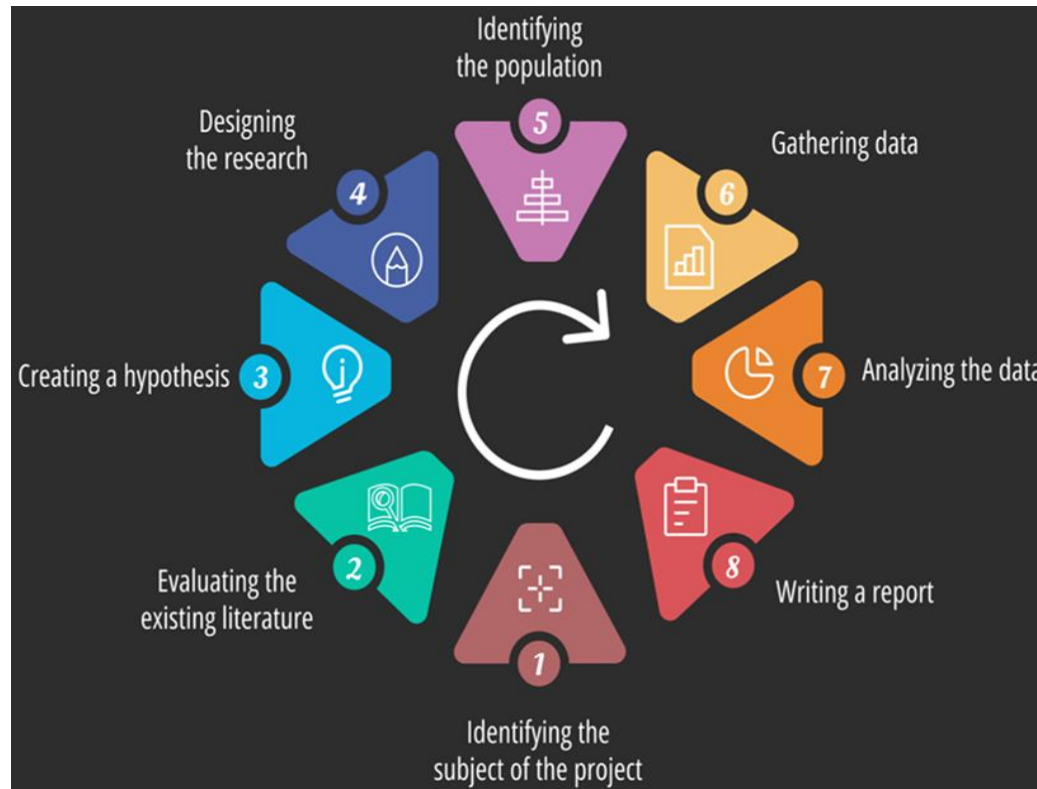 1
Identifying the
subject of the project
2
Evaluating the
existing literature
3
Creating a hypothesis
4
Designing
the research
5
Identifying
the population
6
Gathering data
7
Analyzing the data
8
Writing a report